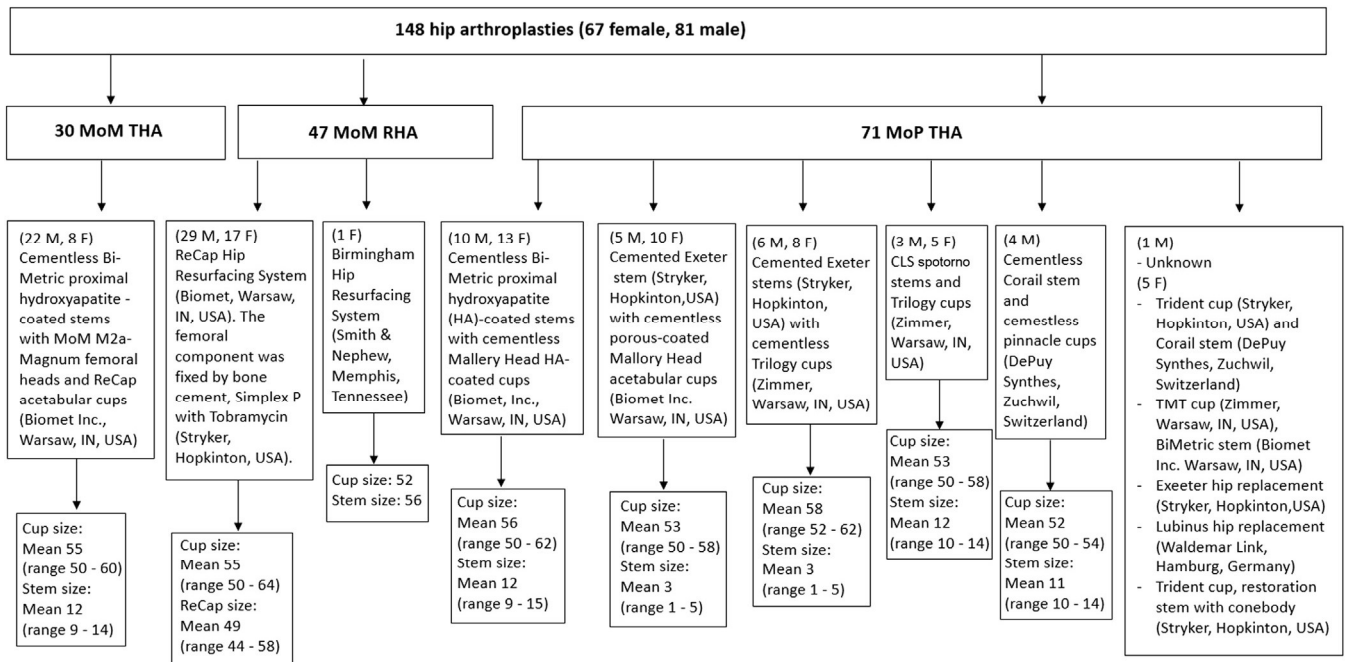 148 hip arthroplasties (67 female, 81 male)
30 MoM THA
47 MoM RHA
71 MoP THA
(22 M, 8 F)
Cementless Bi-
Metric proximal
hydroxyapatite -
coated stems
with MoM M2a-
Magnum femoral
heads and ReCap
acetabular cups
(Biomet Inc.,
Warsaw, IN, USA)
Cup size:
Mean 55
(range 50 - 60)
Stem size:
Mean 12
(range 9 - 14)
(29 M, 17 F)
ReCap Hip
Resurfacing System
(Biomet, Warsaw,
IN, USA). The
femoral
component was
fixed by bone
cement, Simplex P
with Tobramycin
(Stryker,
Hopkinton, USA).
Cup size:
Mean 55
(range 50 - 64)
ReCap size:
Mean 49
(range 44 - 58)
(1 F)
Birmingham
Hip
Resurfacing
System
(Smith &
Nephew,
Memphis,
Tennessee)
Cup size: 52
Stem size: 56
(10 M, 13 F)
Cementless Bi-
Metric proximal
hydroxyapatite
(HA)-coated stems
with cementless
Mallery Head HA-
coated cups
(Biomet, Inc.,
Warsaw, IN, USA)
Cup size:
Mean 56
(range 50 - 62)
Stem size:
Mean 12
(range 9 - 15)
(5 M, 10 F)
Cemented Exeter
stem (Stryker,
Hopkinton,USA)
with cementless
porous-coated
Mallory Head
acetabular cups
(Biomet Inc.
Warsaw, IN, USA)
Cup size:
Mean 53
(range 50 - 58)
Stem size:
Mean 3
(range 1 - 5)
(6 M, 8 F)
Cemented Exeter
stems (Stryker,
Hopkinton,
USA) with
cementless
Trilogy cups
(Zimmer,
Warsaw, IN, USA)
Cup size:
Mean 58
(range 52 - 62)
Stem size:
Mean 3
(range 1 - 5)
(3 M, 5 F)
CLS spotorno
stems and
Trilogy cups
(Zimmer,
Warsaw, IN,
USA)
Cup size:
Mean 53
(range 50 - 58)
Stem size:
Mean 12
(range 10 - 14)
(4 M)
Cementless
Corail stem
and
cemestless
pinnacle cups
(DePuy
Synthes,
Zuchwil,
Switzerland)
Cup size:
Mean 52
(range 50 - 54)
Stem size:
Mean 11
(range 10 - 14)
(1 M)
- Unknown
(5 F)
- Trident cup (Stryker,
Hopkinton, USA) and
Corail stem (DePuy
Synthes, Zuchwil,
Switzerland)
- TMT cup (Zimmer,
Warsaw, IN, USA),
BiMetric stem (Biomet
Inc. Warsaw, IN, USA)
- Exeeter hip replacement
(Stryker, Hopkinton,USA)
- Lubinus hip replacement
(Waldemar Link,
Hamburg, Germany)
- Trident cup, restoration
stem with conebody
(Stryker, Hopkinton, USA)